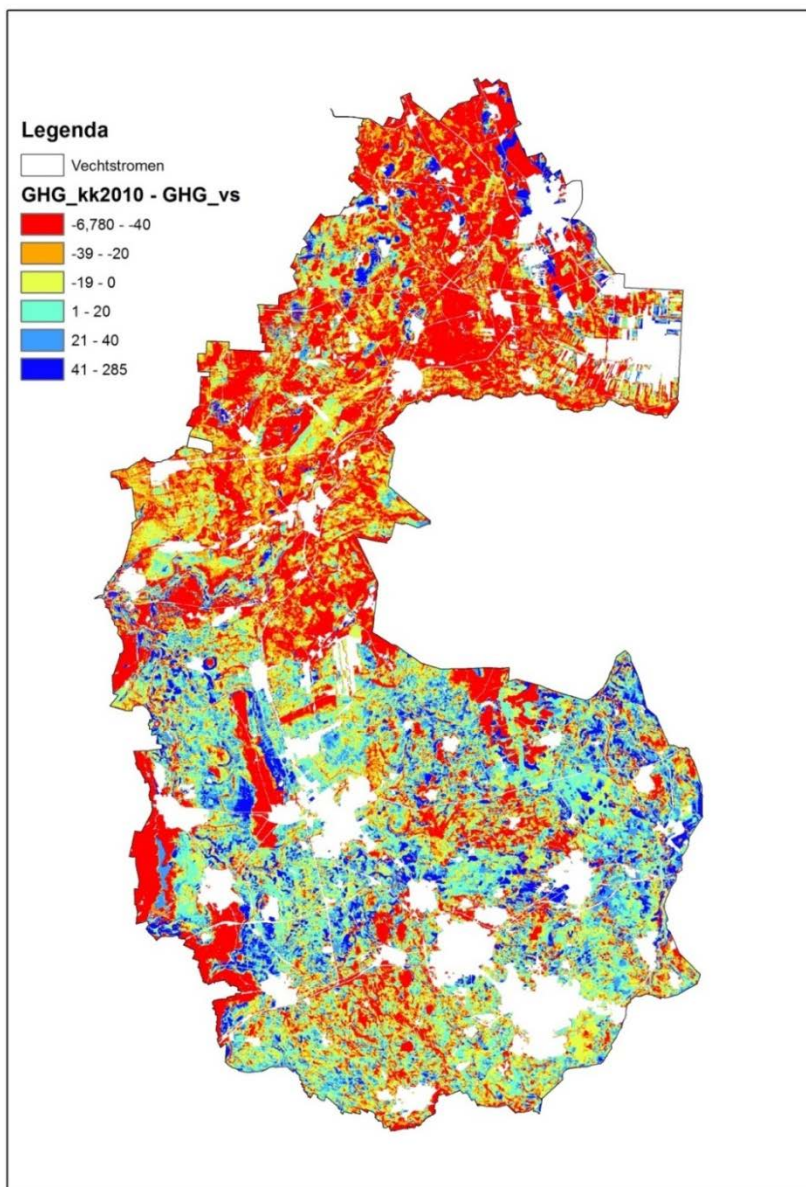 Legenda
Vechtstromen
GHG_kk2010 - GHG_vs
-6,780 - -40
-39 - -20
-19 - 0
1 - 20
21 - 40
41 - 285